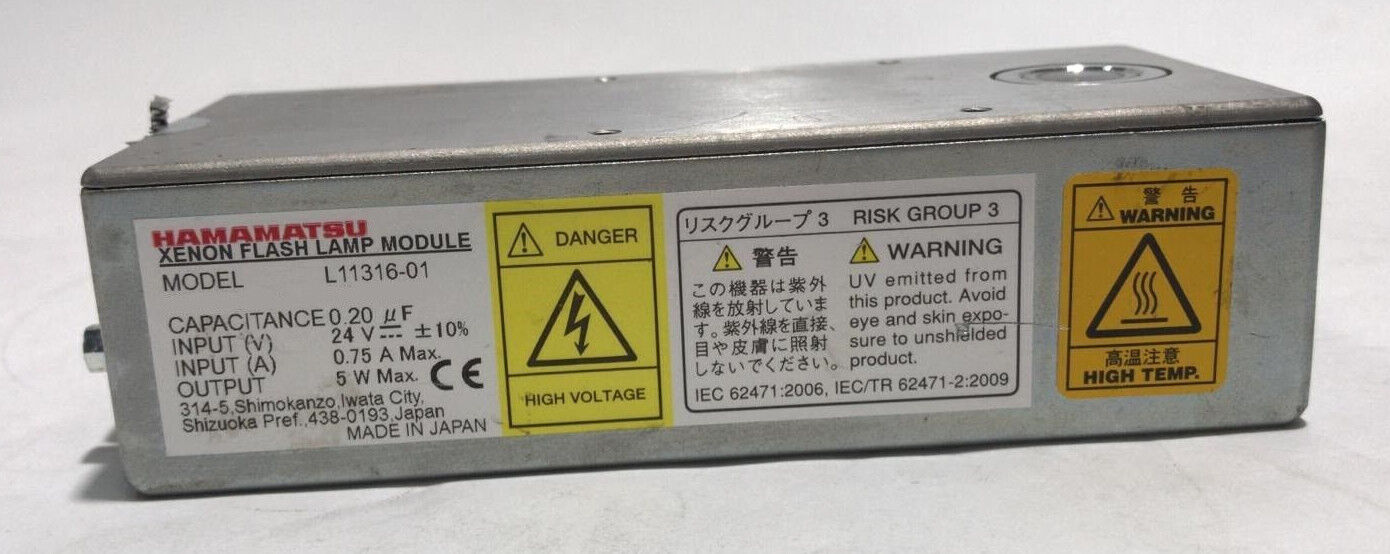 HAMAMATSU
XENON FLASH LAMP MODULE
MODEL L11316-01
CAPACITANCE 0.20 μF
INPUT (V) 24 V ⎓ ±10%
INPUT (A) 0.75 A Max.
OUTPUT 5 W Max. CE
314-5,Shimokanzo,Iwata City,
Shizuoka Pref.,438-0193,Japan
MADE IN JAPAN
DANGER
HIGH VOLTAGE
リスクグループ 3 RISK GROUP 3
警告
この機器は紫外
線を放射していま
す。紫外線を直接、
目や皮膚に照射
しないでください。
WARNING
UV emitted from
this product. Avoid
eye and skin expo-
sure to unshielded
product.
IEC 62471:2006, IEC/TR 62471-2:2009
警告
WARNING
高温注意
HIGH TEMP.